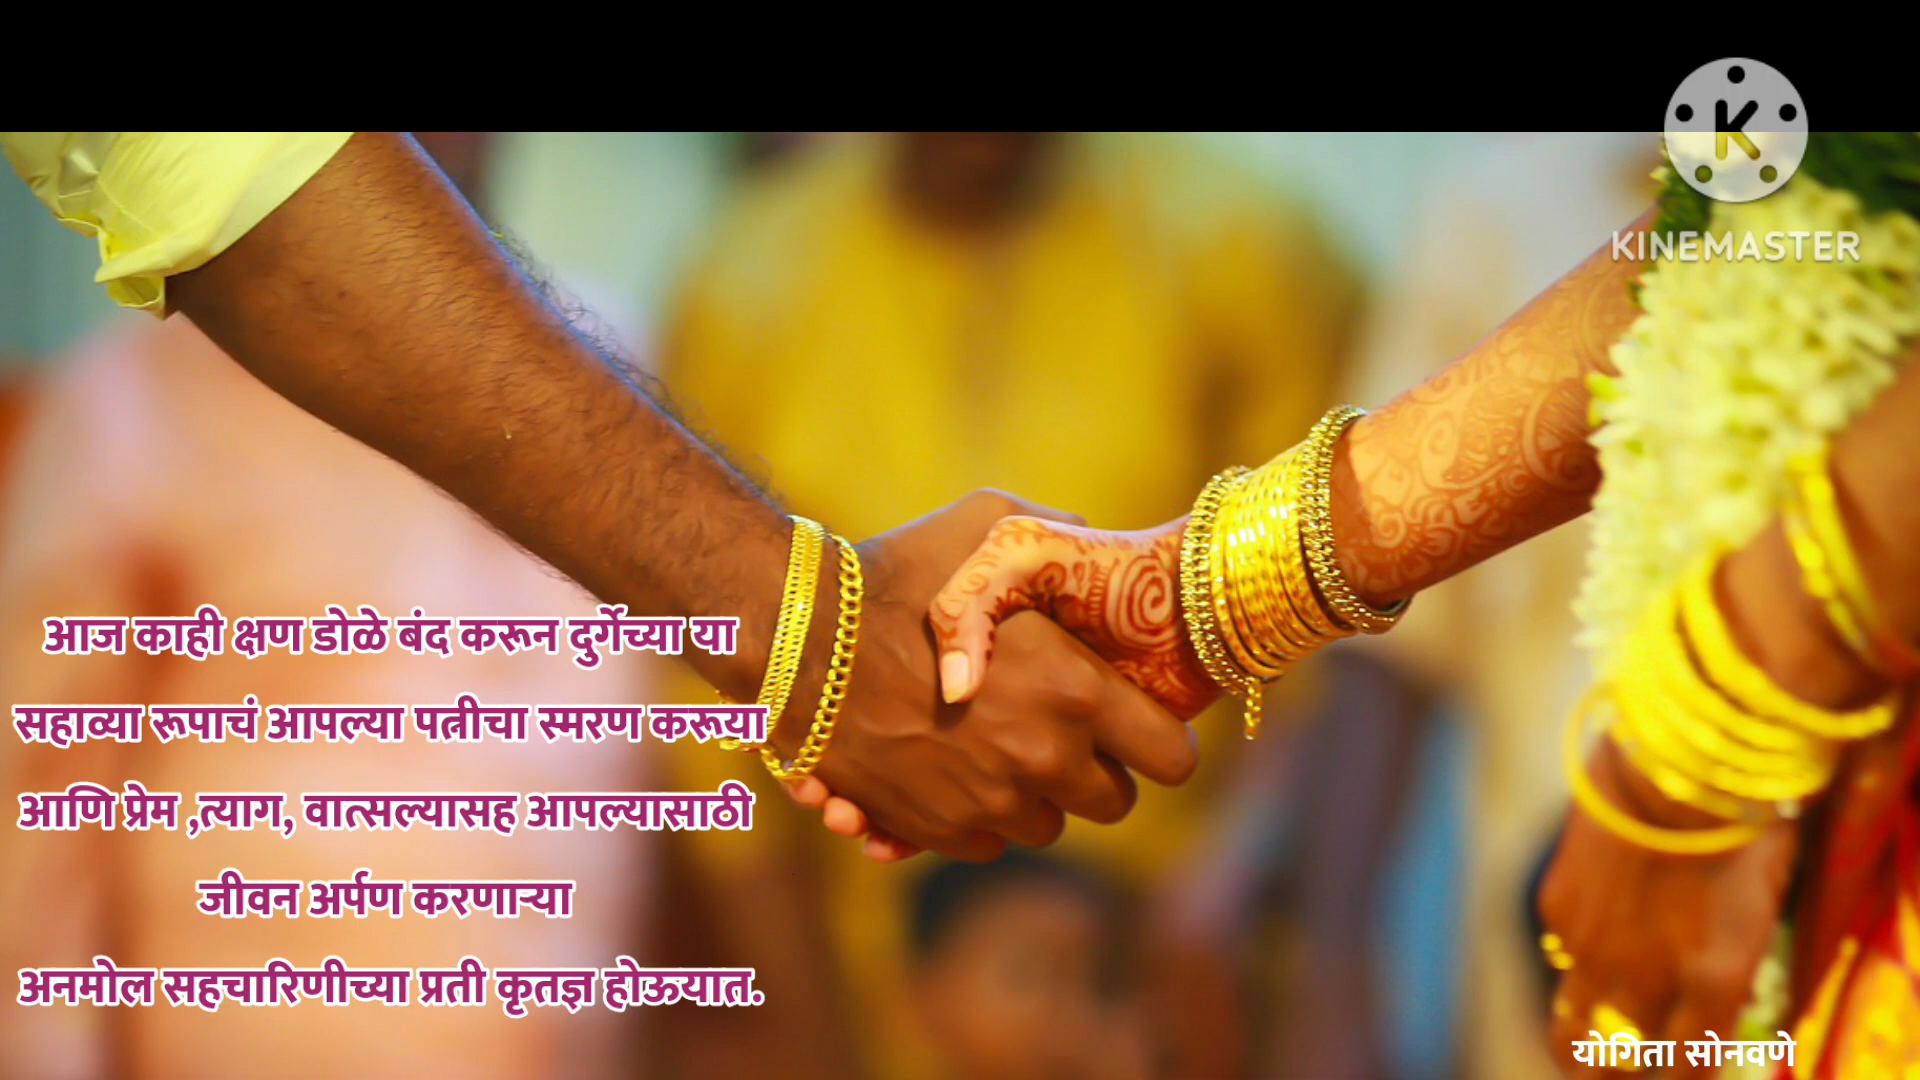 KINEMASTER
आज काही क्षण डोळे बंद करून दुर्गेच्या या
सहाव्या रूपाचं आपल्या पत्नीचा स्मरण करूया
आणि प्रेम ,त्याग, वात्सल्यासह आपल्यासाठी
जीवन अर्पण करणाऱ्या
अनमोल सहचारिणीच्या प्रती कृतज्ञ होऊयात.
योगिता सोनवणे